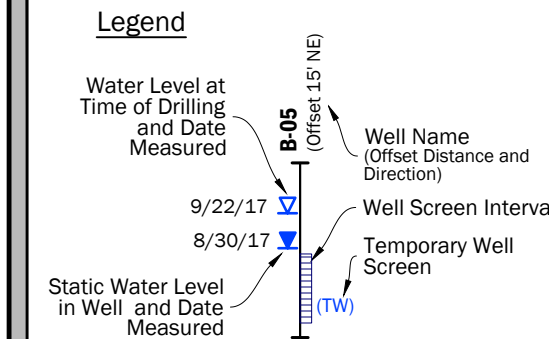 Legend
Water Level at
Time of Drilling
and Date
Measured
B-05
(Offset 15' NE)
Well Name
(Offset Distance and
Direction)
9/22/17
Well Screen Interva
8/30/17
Temporary Well
Screen
Static Water Level
in Well and Date
Measured
(TW)